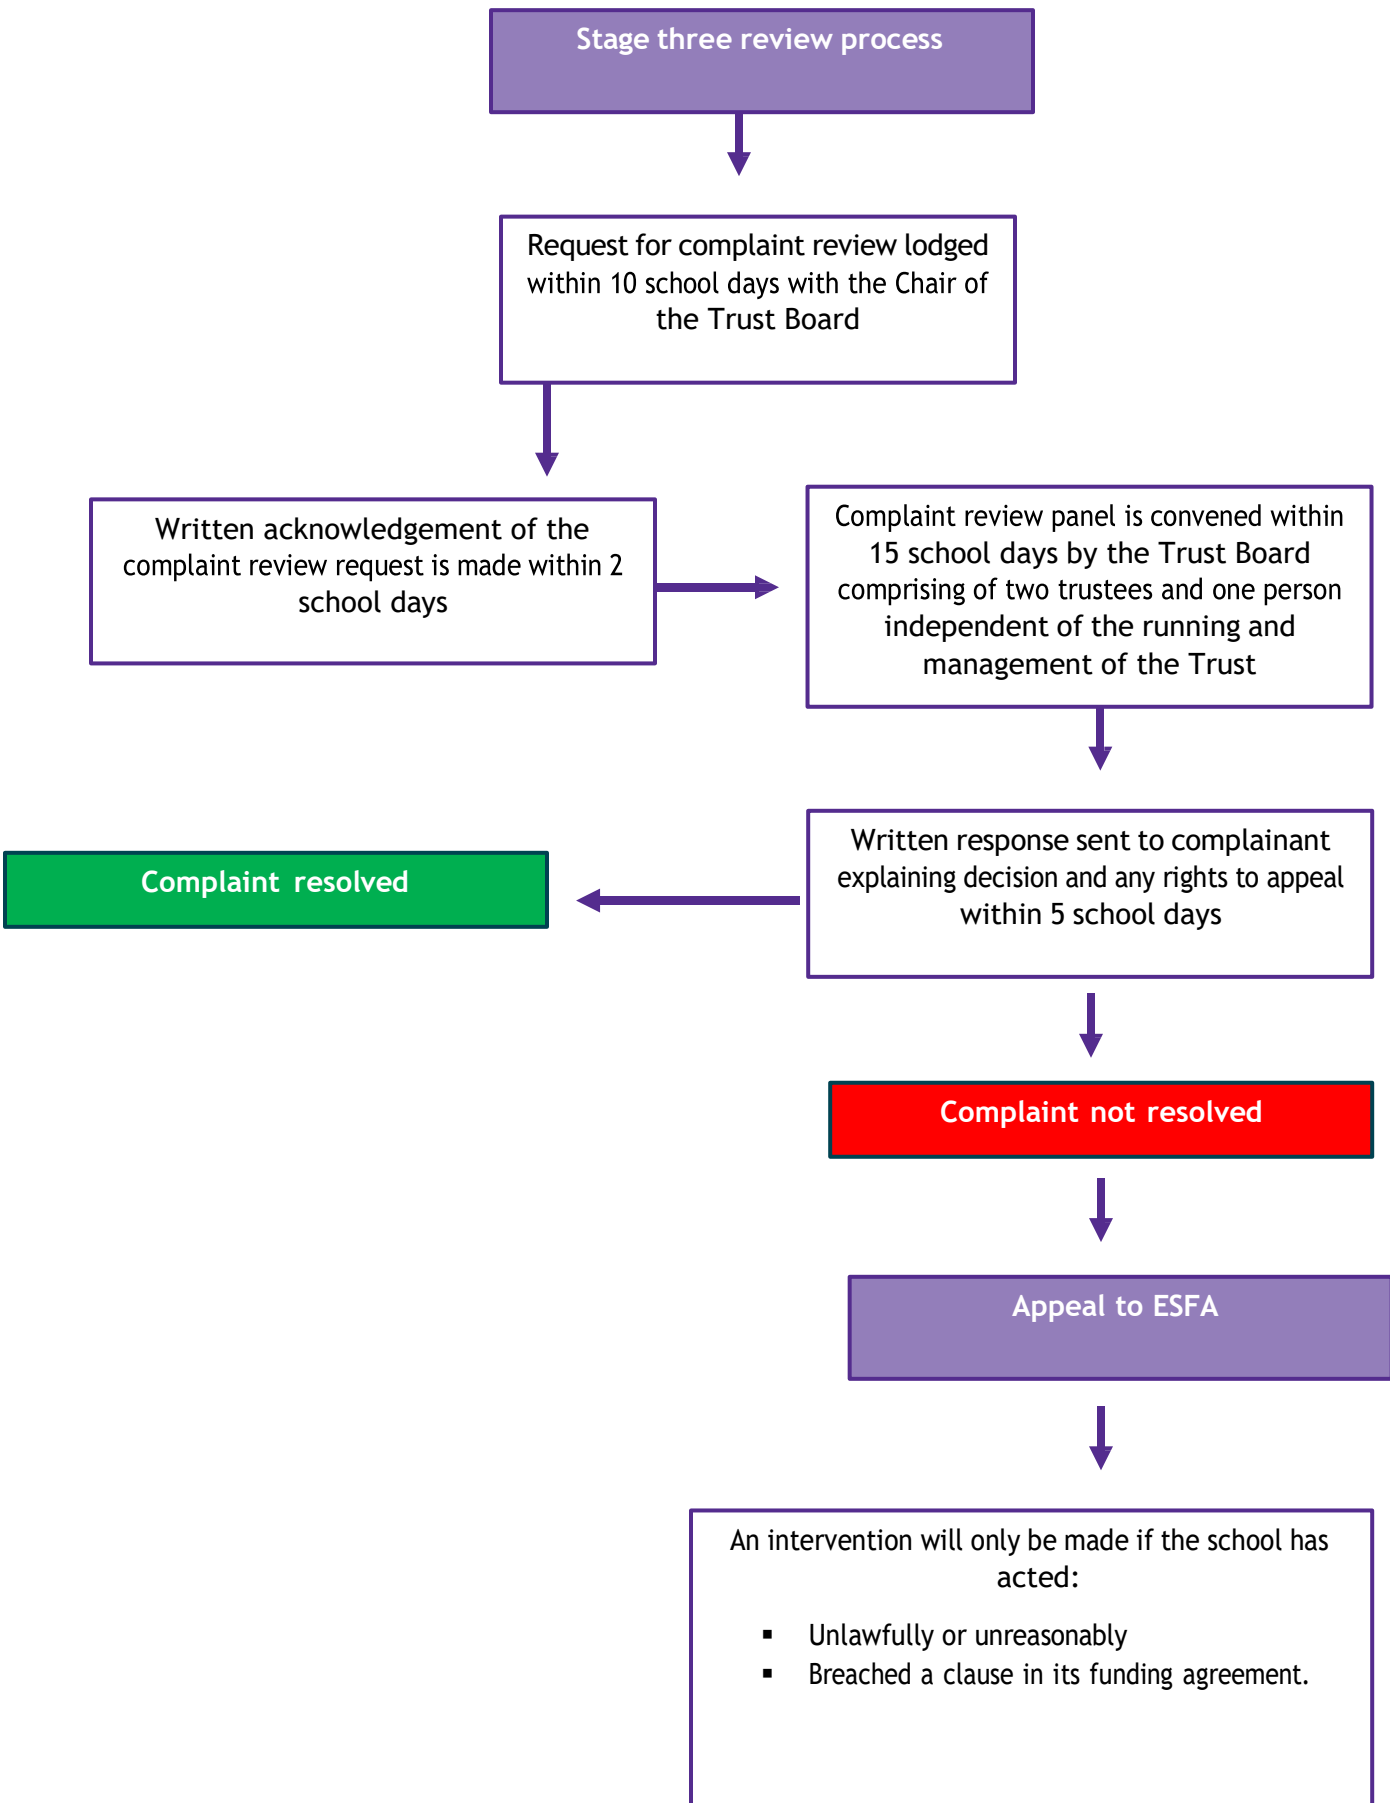 Stage three review process
Request for complaint review lodged
within 10 school days with the Chair of
the Trust Board
Written acknowledgement of the
complaint review request is made within 2
school days
Complaint review panel is convened within
15 school days by the Trust Board
comprising of two trustees and one person
independent of the running and
management of the Trust
Written response sent to complainant
explaining decision and any rights to appeal
within 5 school days
Complaint resolved
Complaint not resolved
Appeal to ESFA
An intervention will only be made if the school has
acted:
▪ Unlawfully or unreasonably
▪ Breached a clause in its funding agreement.